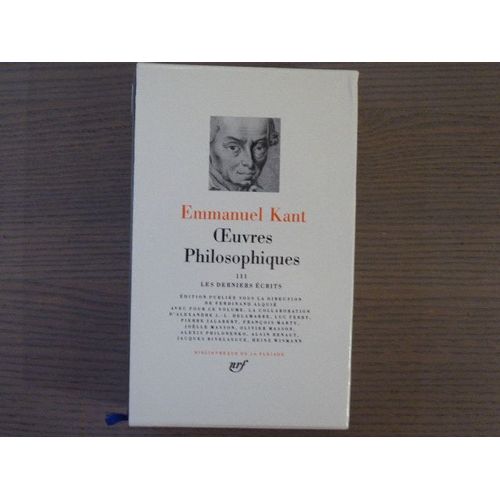 Emmanuel Kant
Œuvres
Philosophiques
III
LES DERNIERS ÉCRITS
ÉDITION PUBLIÉE SOUS LA DIRECTION
DE FERDINAND ALQUIÉ
AVEC POUR CE VOLUME, LA COLLABORATION
D'ALEXANDRE J.-L. DELAMARRE, LUC FERRY,
PIERRE JALABERT, FRANÇOIS MARTY,
JOËLLE MASSON, OLIVIER MASSON,
ALEXIS PHILONENKO, ALAIN RENAUT,
JACQUES RIVELAYGUE, HEINZ WISMANN
BIBLIOTHÈQUE DE LA PLÉIADE
nrf